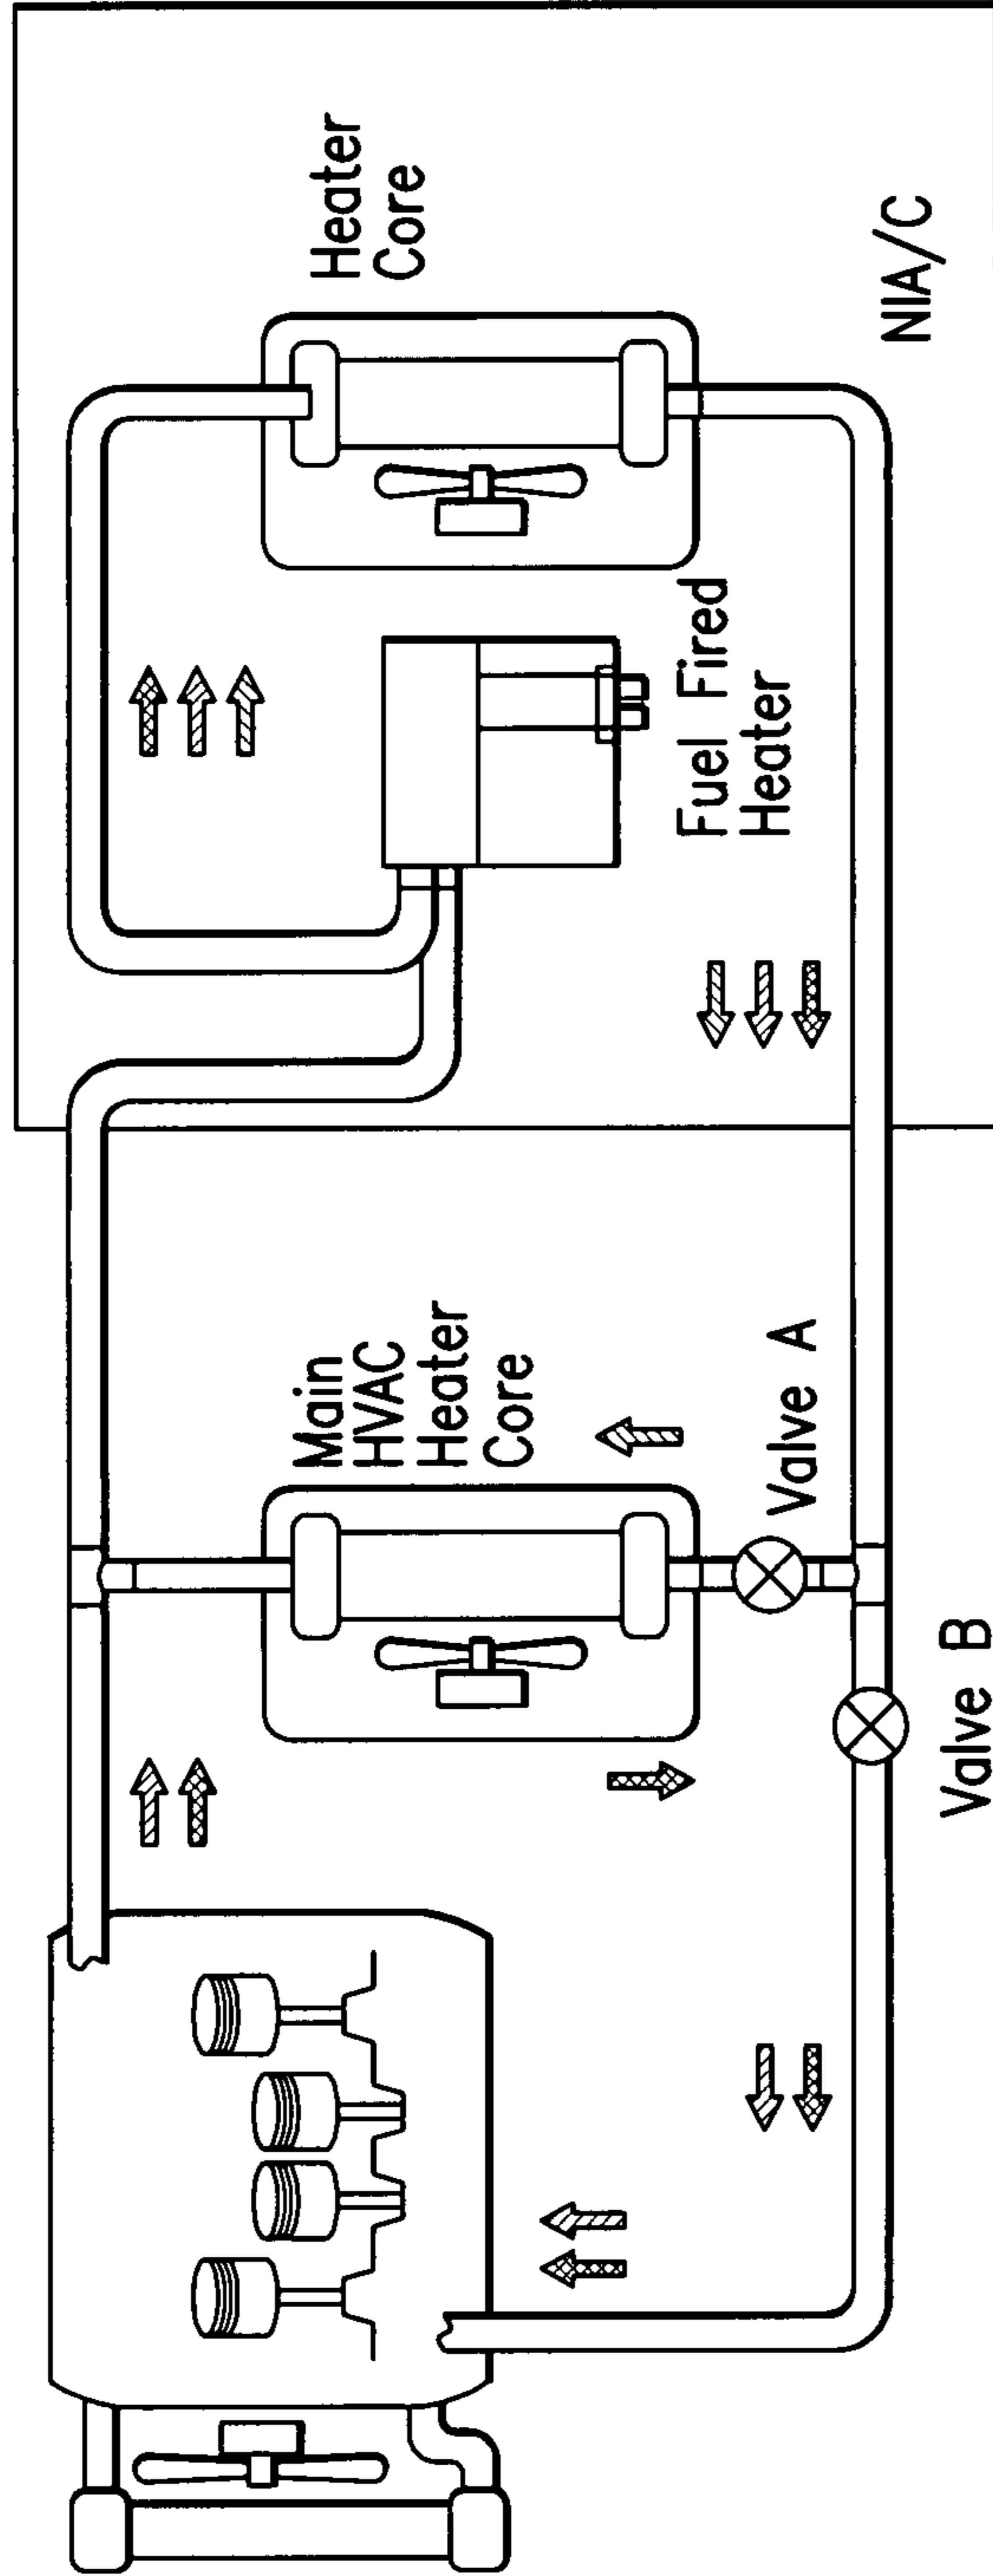 Main
HVAC
Heater
Core
Valve A
Valve B
Fuel Fired
Heater
Heater
Core
NIA/C